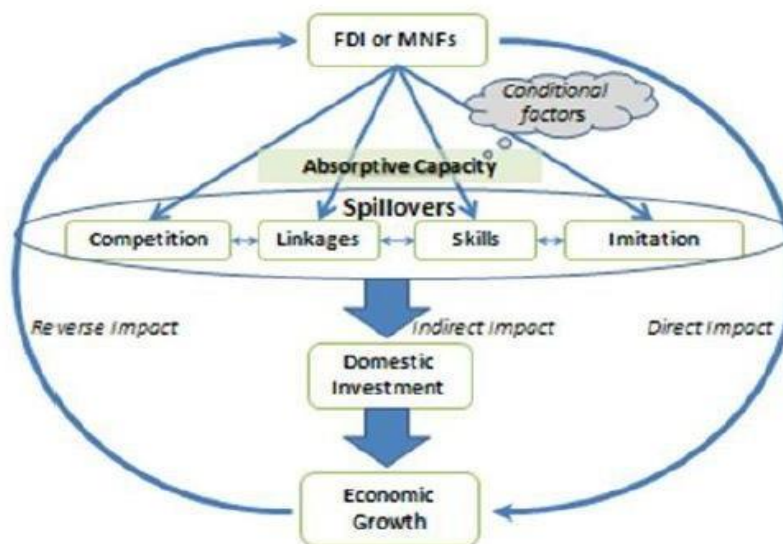 FDI or MNFs
Conditional
factors
Absorptive Capacity
Spillovers
Competition
Linkages
Skills
Imitation
Reverse Impact
Indirect Impact
Direct Impact
Domestic
Investment
Economic
Growth